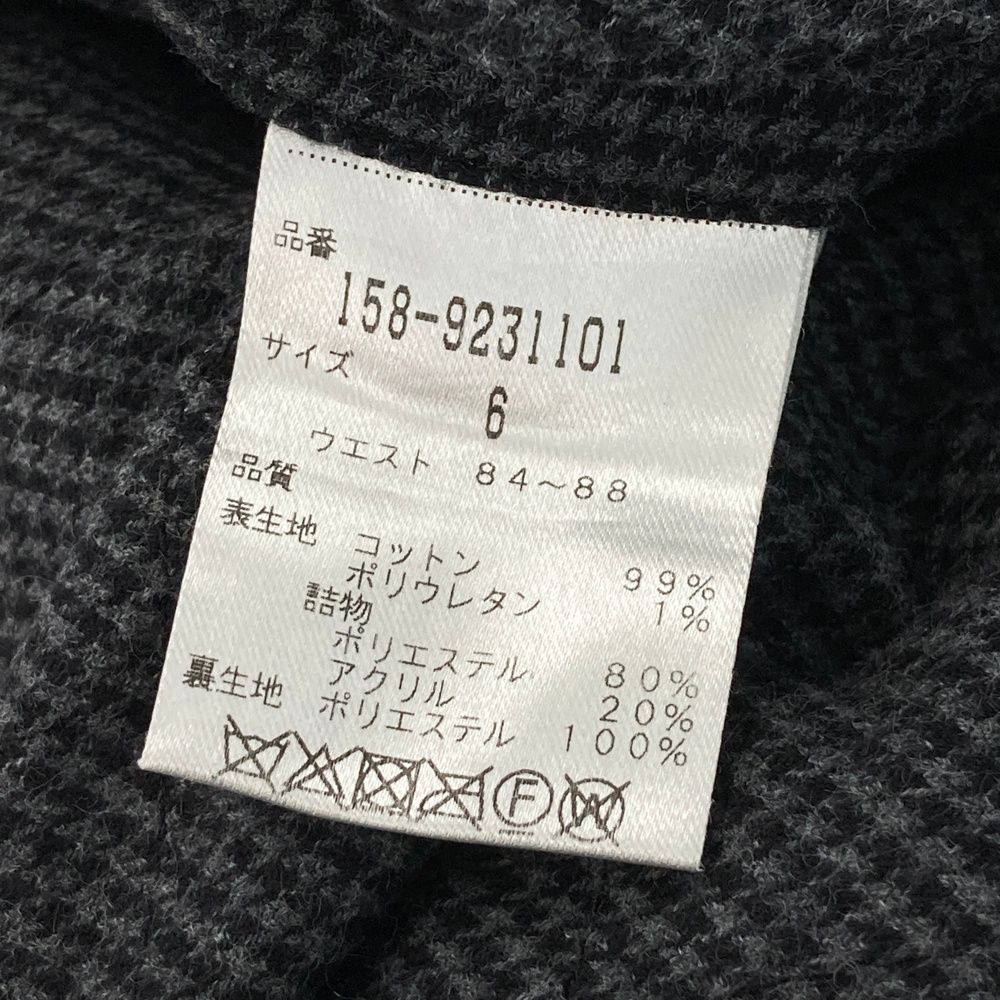 品番
158-9231101
サイズ
6
ウエスト 84～88
品質
表生地 コットン 99%
ポリウレタン 1%
詰物
ポリエステル 80%
アクリル 20%
裏生地 ポリエステル 100%
F
W